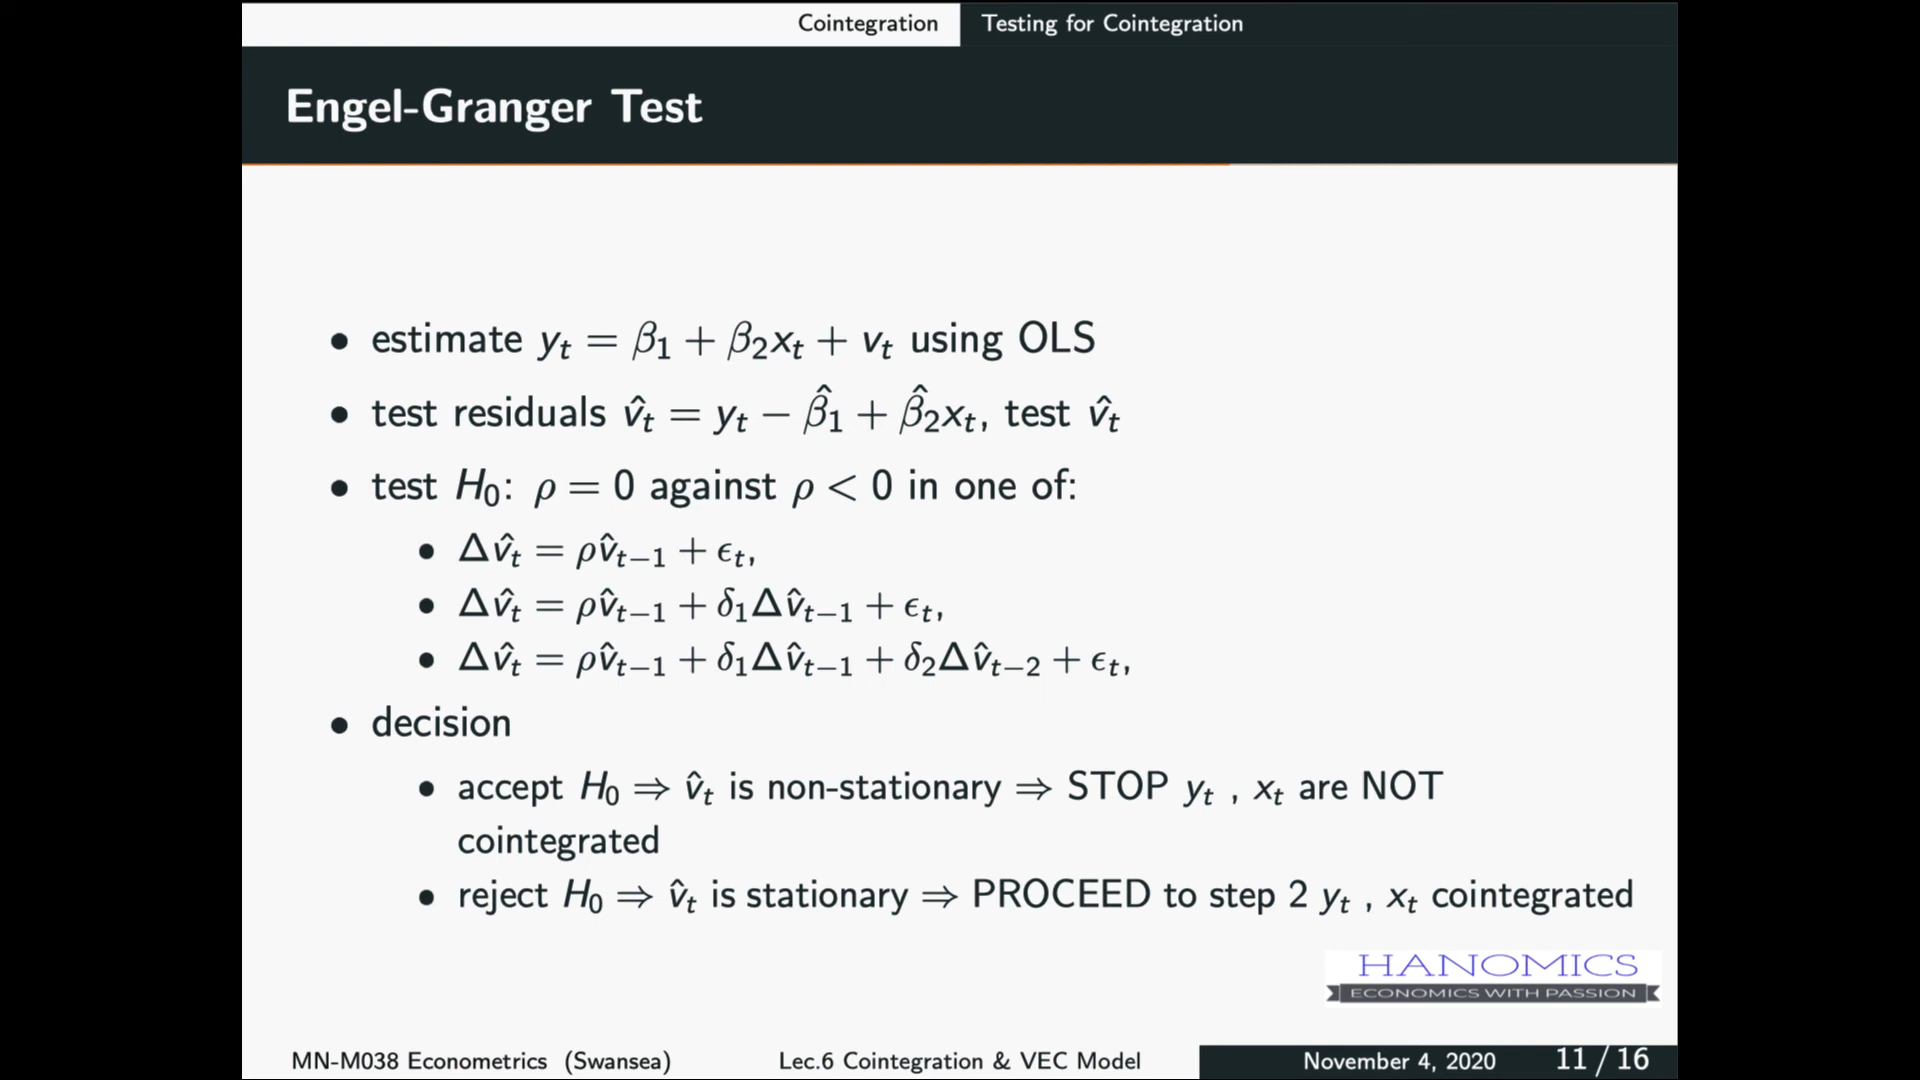 Cointegration Testing for Cointegration
Engel-Granger Test
• estimate yₜ = β₁ + β₂xₜ + vₜ using OLS
• test residuals v̂ₜ = yₜ − β̂₁ + β̂₂xₜ, test v̂ₜ
• test H₀: ρ = 0 against ρ < 0 in one of:
• Δv̂ₜ = ρv̂ₜ₋₁ + ϵₜ,
• Δv̂ₜ = ρv̂ₜ₋₁ + δ₁Δv̂ₜ₋₁ + ϵₜ,
• Δv̂ₜ = ρv̂ₜ₋₁ + δ₁Δv̂ₜ₋₁ + δ₂Δv̂ₜ₋₂ + ϵₜ,
• decision
• accept H₀ ⇒ v̂ₜ is non-stationary ⇒ STOP yₜ , xₜ are NOT
cointegrated
• reject H₀ ⇒ v̂ₜ is stationary ⇒ PROCEED to step 2 yₜ , xₜ cointegrated
HANOMICS
ECONOMICS WITH PASSION
MN-M038 Econometrics (Swansea) Lec.6 Cointegration & VEC Model November 4, 2020 11 / 16